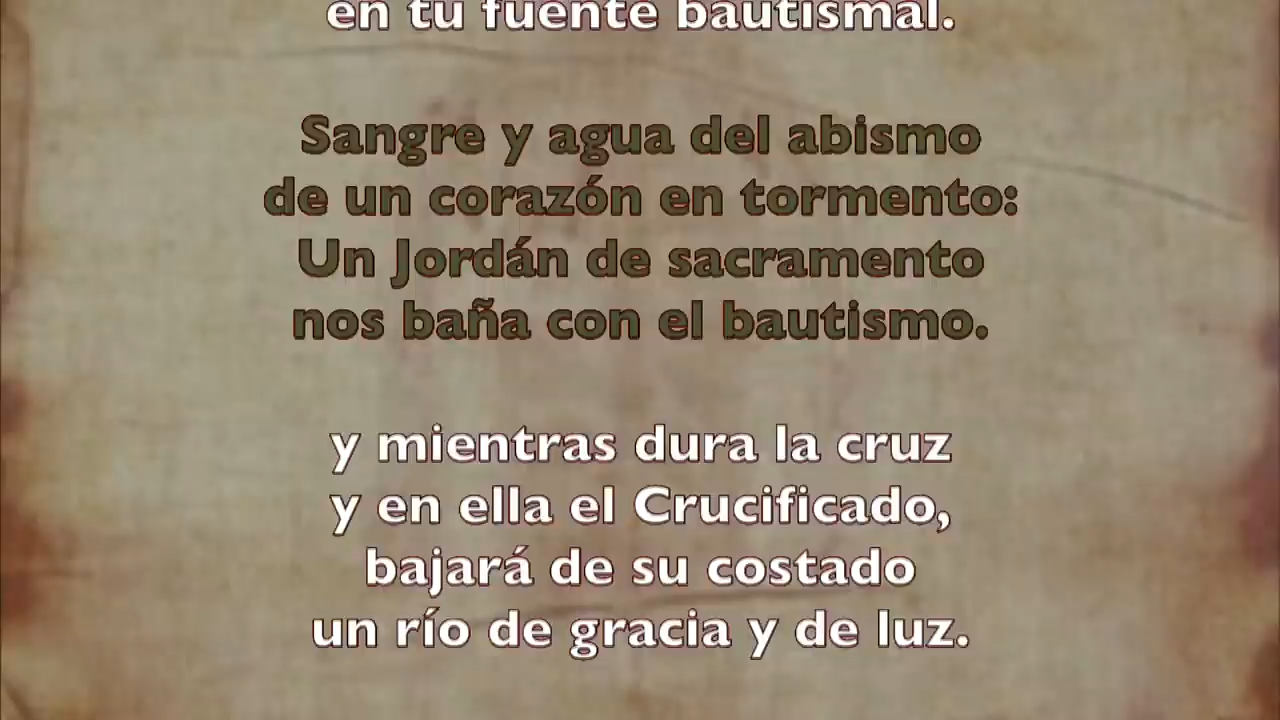 en tu fuente bautismal.
Sangre y agua del abismo
de un corazón en tormento:
Un Jordán de sacramento
nos baña con el bautismo.
y mientras dura la cruz
y en ella el Crucificado,
bajará de su costado
un río de gracia y de luz.